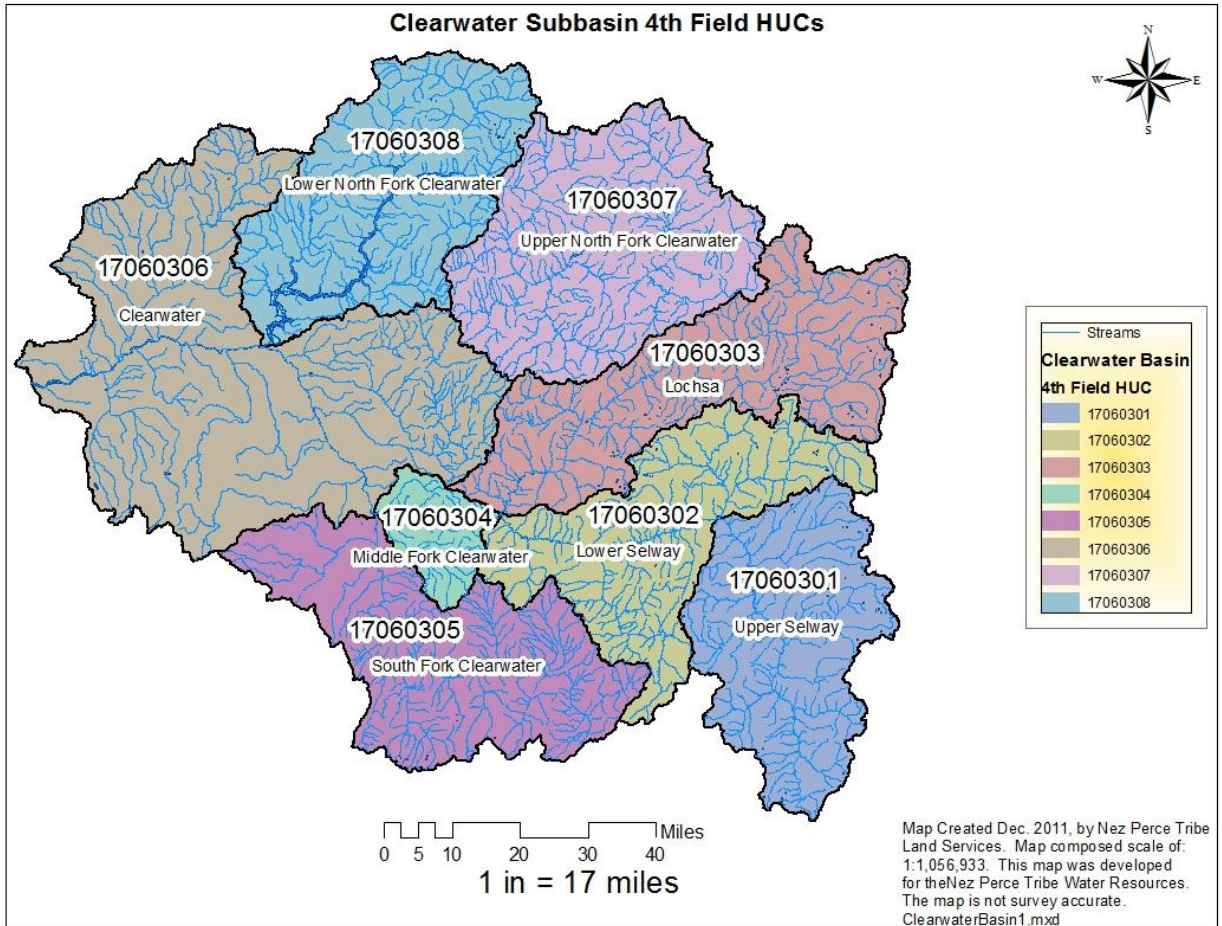 Clearwater Subbasin 4th Field HUCs
N
W
E
S
17060308
Lower North Fork Clearwater
17060307
Upper North Fork Clearwater
17060306
Clearwater
17060303
Lochsa
17060304
Middle Fork Clearwater
17060302
Lower Selway
17060301
Upper Selway
17060305
South Fork Clearwater
Streams
Clearwater Basin
4th Field HUC
17060301
17060302
17060303
17060304
17060305
17060306
17060307
17060308
Miles
0 5 10 20 30 40
1 in = 17 miles
Map Created Dec. 2011, by Nez Perce Tribe
Land Services. Map composed scale of:
1:1,056,933. This map was developed
for theNez Perce Tribe Water Resources.
The map is not survey accurate.
ClearwaterBasin1.mxd